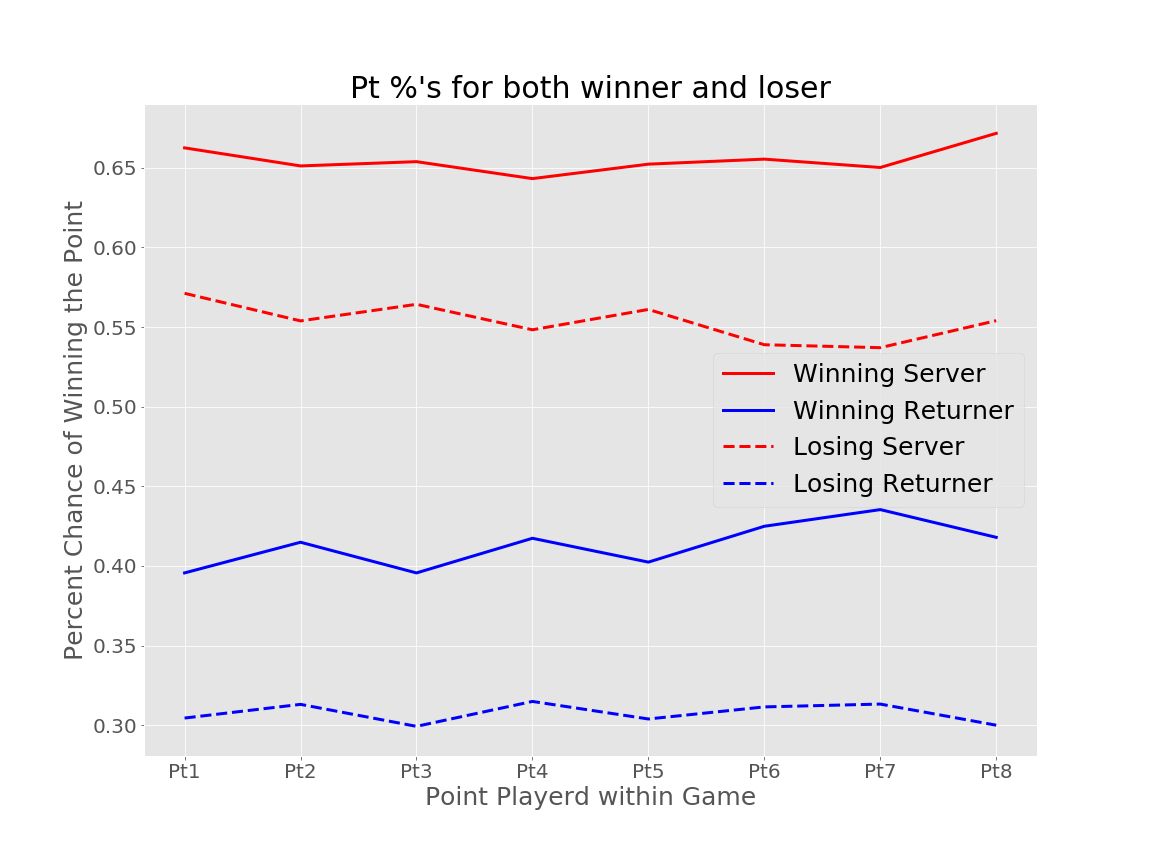 Pt %'s for both winner and loser
Percent Chance of Winning the Point
0.65
0.60
0.55
0.50
0.45
0.40
0.35
0.30
Winning Server
Winning Returner
Losing Server
Losing Returner
Pt1 Pt2 Pt3 Pt4 Pt5 Pt6 Pt7 Pt8
Point Playerd within Game